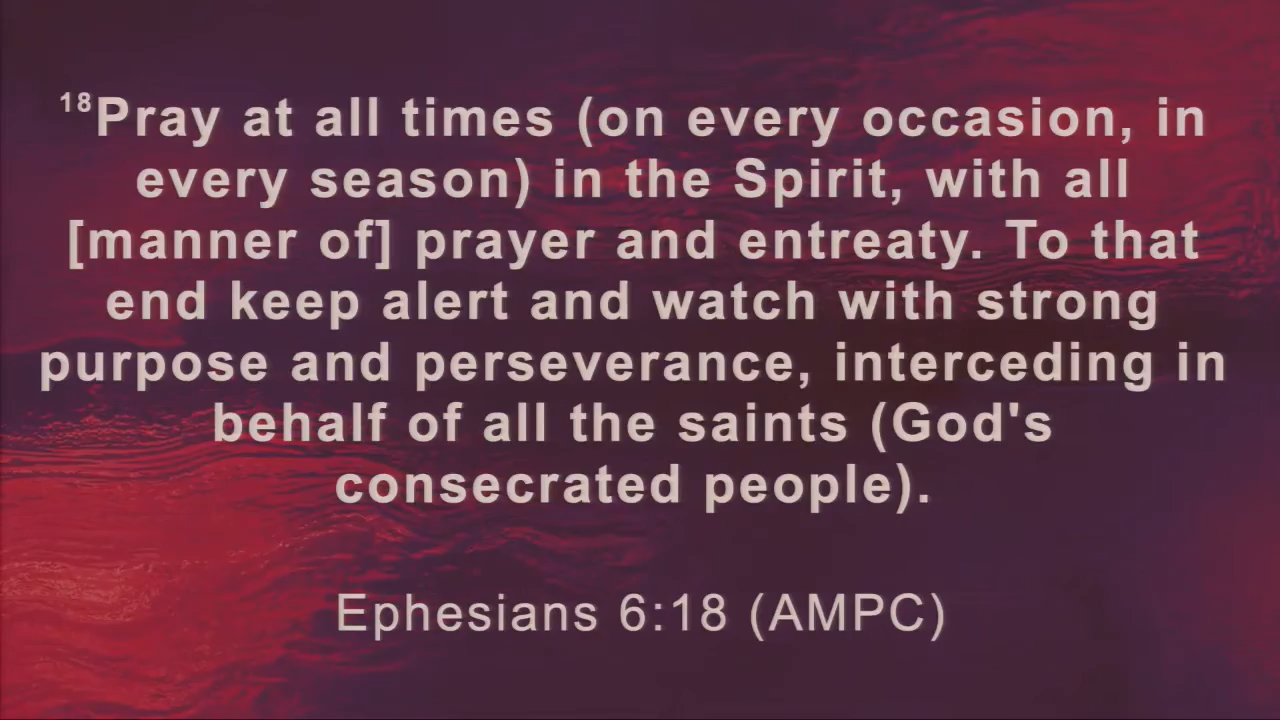 ¹⁸Pray at all times (on every occasion, in
every season) in the Spirit, with all
[manner of] prayer and entreaty. To that
end keep alert and watch with strong
purpose and perseverance, interceding in
behalf of all the saints (God's
consecrated people).
Ephesians 6:18 (AMPC)